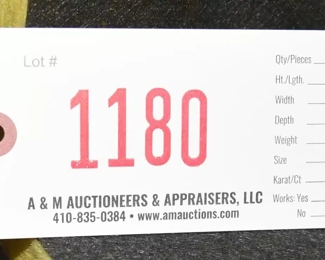 Lot #
1180
A & M AUCTIONEERS & APPRAISERS, LLC
410-835-0384 • www.amauctions.com
Qty/Pieces
Ht./Lgth.
Width
Depth
Weight
Size
Karat/Ct
Works: Yes
No